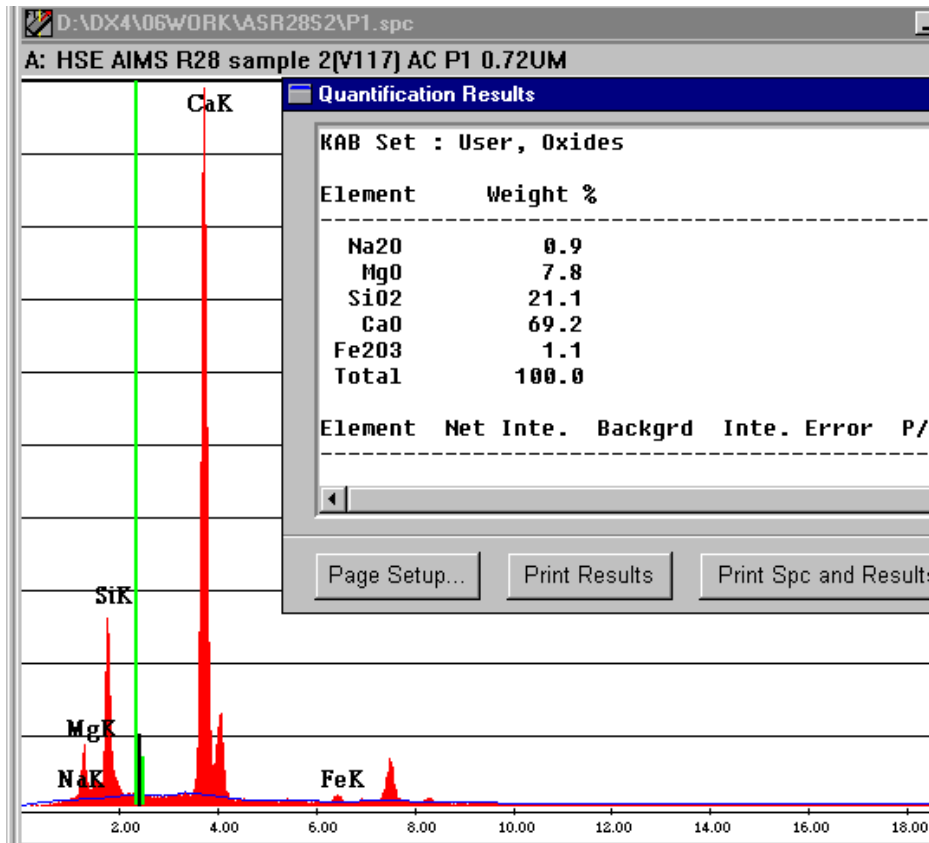 D:\DX4\06WORK\ASR28S2\P1.spc
A: HSE AIMS R28 sample 2(V117) AC P1 0.72UM
CaK
Quantification Results
KAB Set : User, Oxides
Element Weight %
Na2O 0.9
MgO 7.8
SiO2 21.1
CaO 69.2
Fe2O3 1.1
Total 100.0
Element Net Inte. Backgrd Inte. Error P/
Page Setup... Print Results Print Spc and Results
SiK
MgK
NaK
FeK
2.00 4.00 6.00 8.00 10.00 12.00 14.00 16.00 18.00